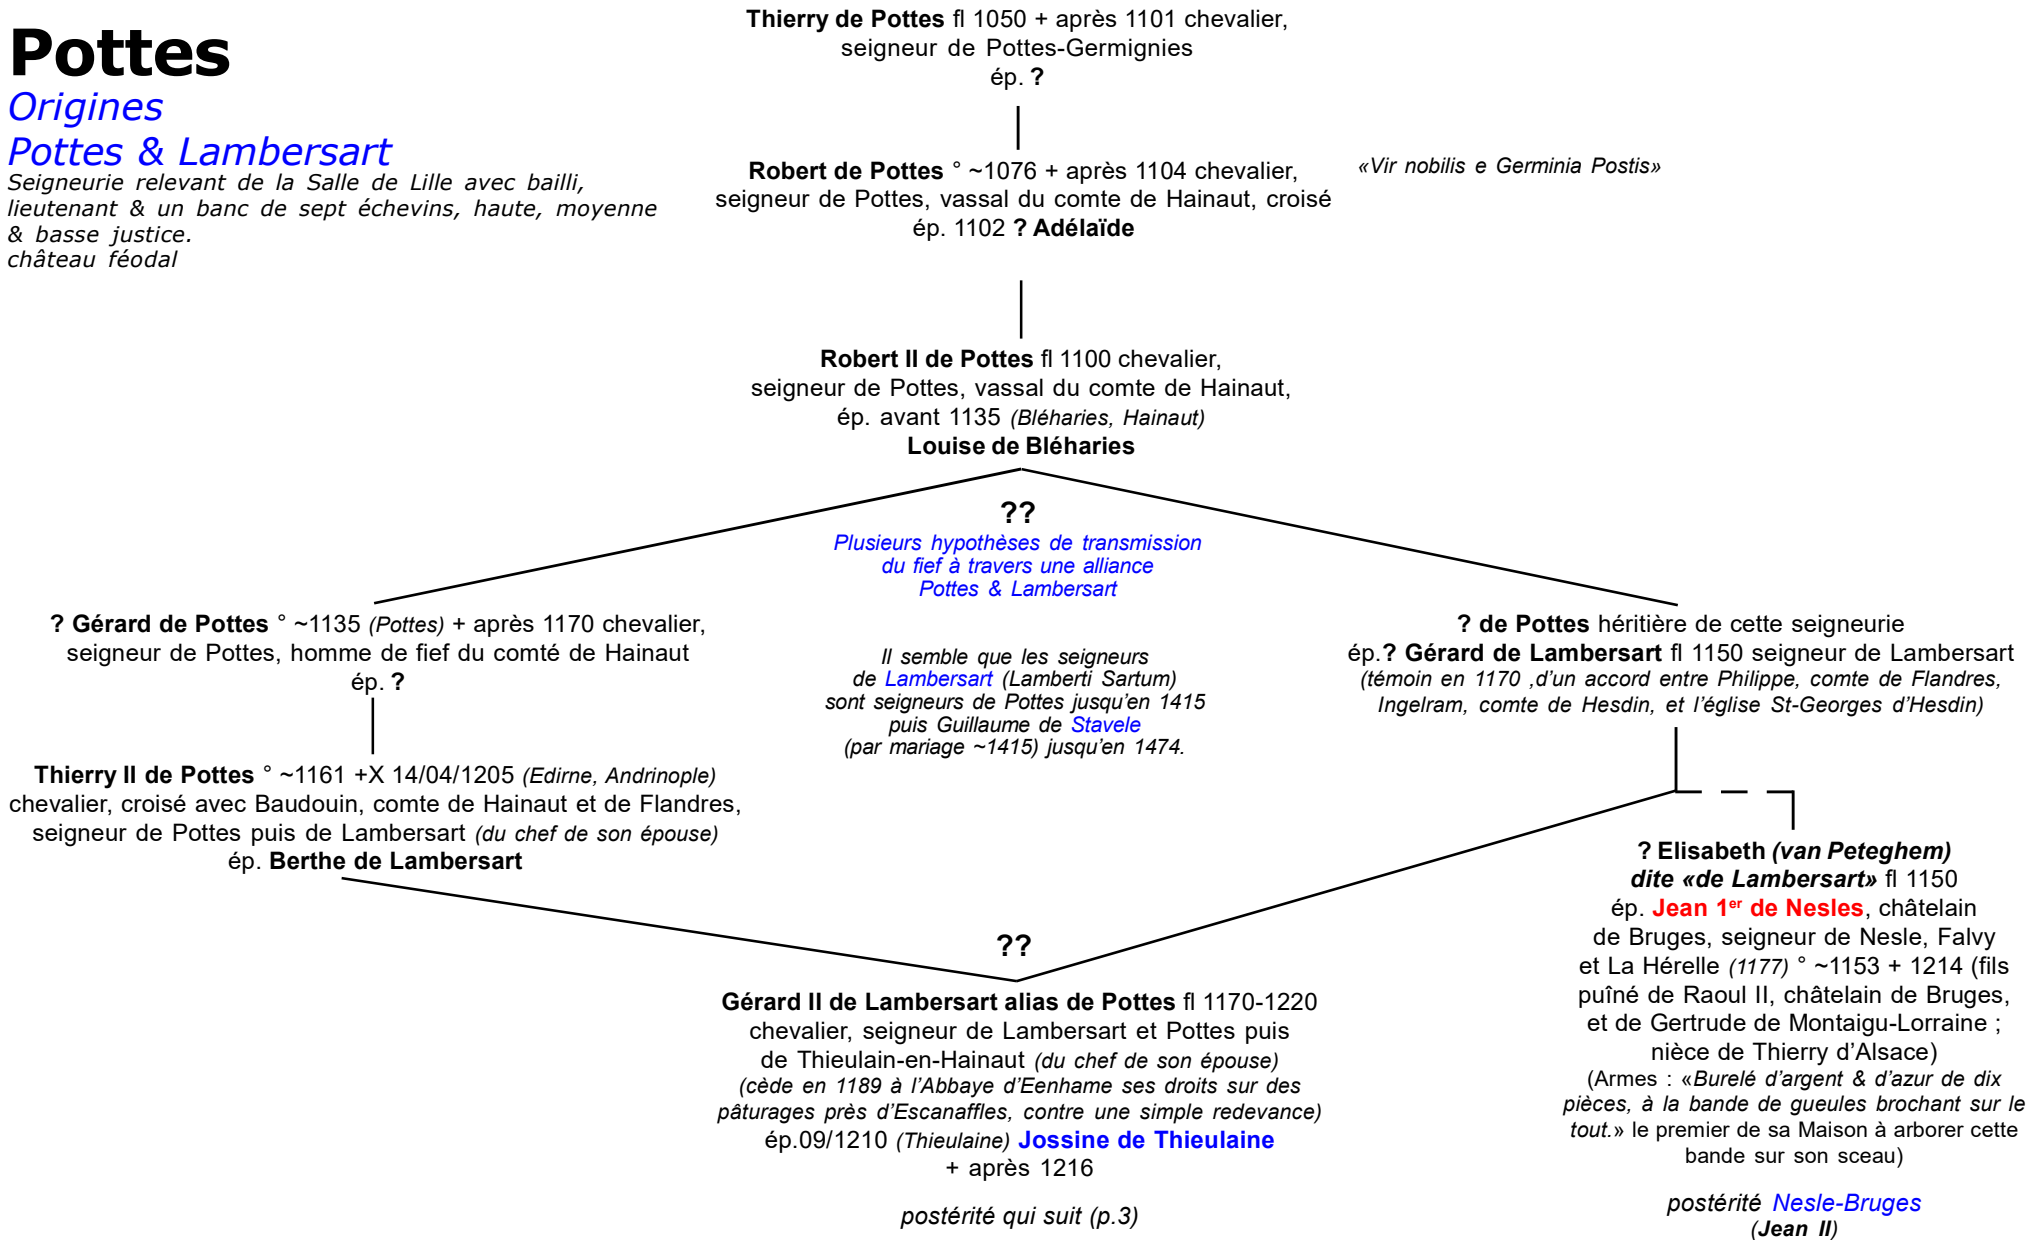 Pottes
Origines
Pottes & Lambersart
Seigneurie relevant de la Salle de Lille avec bailli,
lieutenant & un banc de sept échevins, haute, moyenne
& basse justice.
château féodal
Thierry de Pottes fl 1050 + après 1101 chevalier,
seigneur de Pottes-Germignies
ép. ?
Robert de Pottes ° ~1076 + après 1104 chevalier,
seigneur de Pottes, vassal du comte de Hainaut, croisé
ép. 1102 ? Adélaïde
«Vir nobilis e Germinia Postis»
Robert II de Pottes fl 1100 chevalier,
seigneur de Pottes, vassal du comte de Hainaut,
ép. avant 1135 (Bléharies, Hainaut)
Louise de Bléharies
??
Plusieurs hypothèses de transmission
du fief à travers une alliance
Pottes & Lambersart
? Gérard de Pottes ° ~1135 (Pottes) + après 1170 chevalier,
seigneur de Pottes, homme de fief du comté de Hainaut
ép. ?
Il semble que les seigneurs
de Lambersart (Lamberti Sartum)
sont seigneurs de Pottes jusqu'en 1415
puis Guillaume de Stavele
(par mariage ~1415) jusqu'en 1474.
? de Pottes héritière de cette seigneurie
ép.? Gérard de Lambersart fl 1150 seigneur de Lambersart
(témoin en 1170 ,d'un accord entre Philippe, comte de Flandres,
Ingelram, comte de Hesdin, et l'église St-Georges d'Hesdin)
Thierry II de Pottes ° ~1161 +X 14/04/1205 (Edirne, Andrinople)
chevalier, croisé avec Baudouin, comte de Hainaut et de Flandres,
seigneur de Pottes puis de Lambersart (du chef de son épouse)
ép. Berthe de Lambersart
? Elisabeth (van Peteghem)
dite «de Lambersart» fl 1150
ép. Jean 1er de Nesles, châtelain
de Bruges, seigneur de Nesle, Falvy
et La Hérelle (1177) ° ~1153 + 1214 (fils
puîné de Raoul II, châtelain de Bruges,
et de Gertrude de Montaigu-Lorraine ;
nièce de Thierry d'Alsace)
(Armes : «Burelé d'argent & d'azur de dix
pièces, à la bande de gueules brochant sur le
tout.» le premier de sa Maison à arborer cette
bande sur son sceau)
postérité Nesle-Bruges
(Jean II)
??
Gérard II de Lambersart alias de Pottes fl 1170-1220
chevalier, seigneur de Lambersart et Pottes puis
de Thieulain-en-Hainaut (du chef de son épouse)
(cède en 1189 à l'Abbaye d'Eenhame ses droits sur des
pâturages près d'Escanaffles, contre une simple redevance)
ép.09/1210 (Thieulaine) Jossine de Thieulaine
+ après 1216
postérité qui suit (p.3)